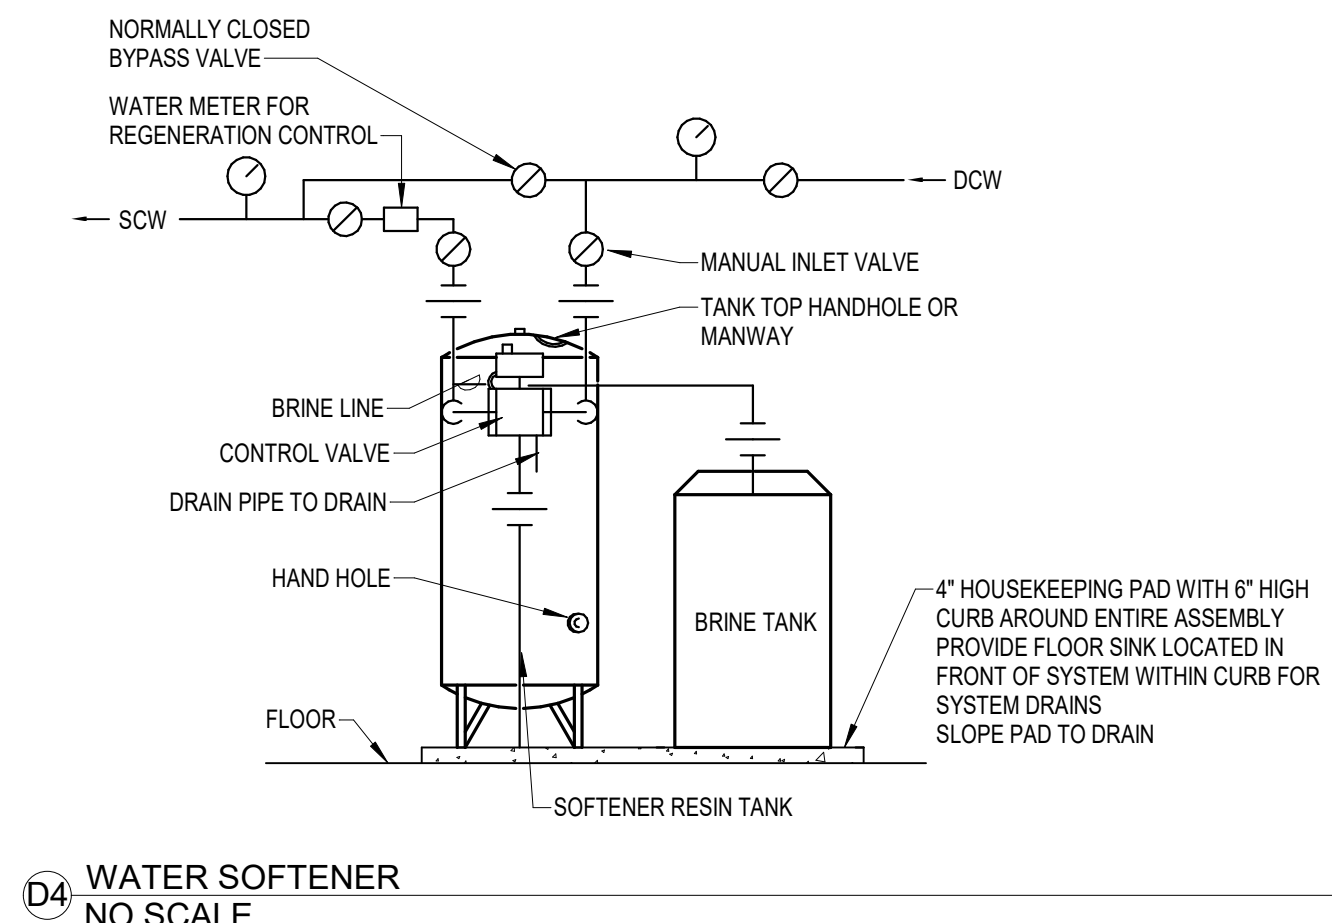 NORMALLY CLOSED
BYPASS VALVE
WATER METER FOR
REGENERATION CONTROL
DCW
SCW
MANUAL INLET VALVE
TANK TOP HANDHOLE OR
MANWAY
BRINE LINE
CONTROL VALVE
DRAIN PIPE TO DRAIN
HAND HOLE
BRINE TANK
4" HOUSEKEEPING PAD WITH 6" HIGH
CURB AROUND ENTIRE ASSEMBLY
PROVIDE FLOOR SINK LOCATED IN
FRONT OF SYSTEM WITHIN CURB FOR
SYSTEM DRAINS
SLOPE PAD TO DRAIN
FLOOR
SOFTENER RESIN TANK
D4
WATER SOFTENER
NO SCALE